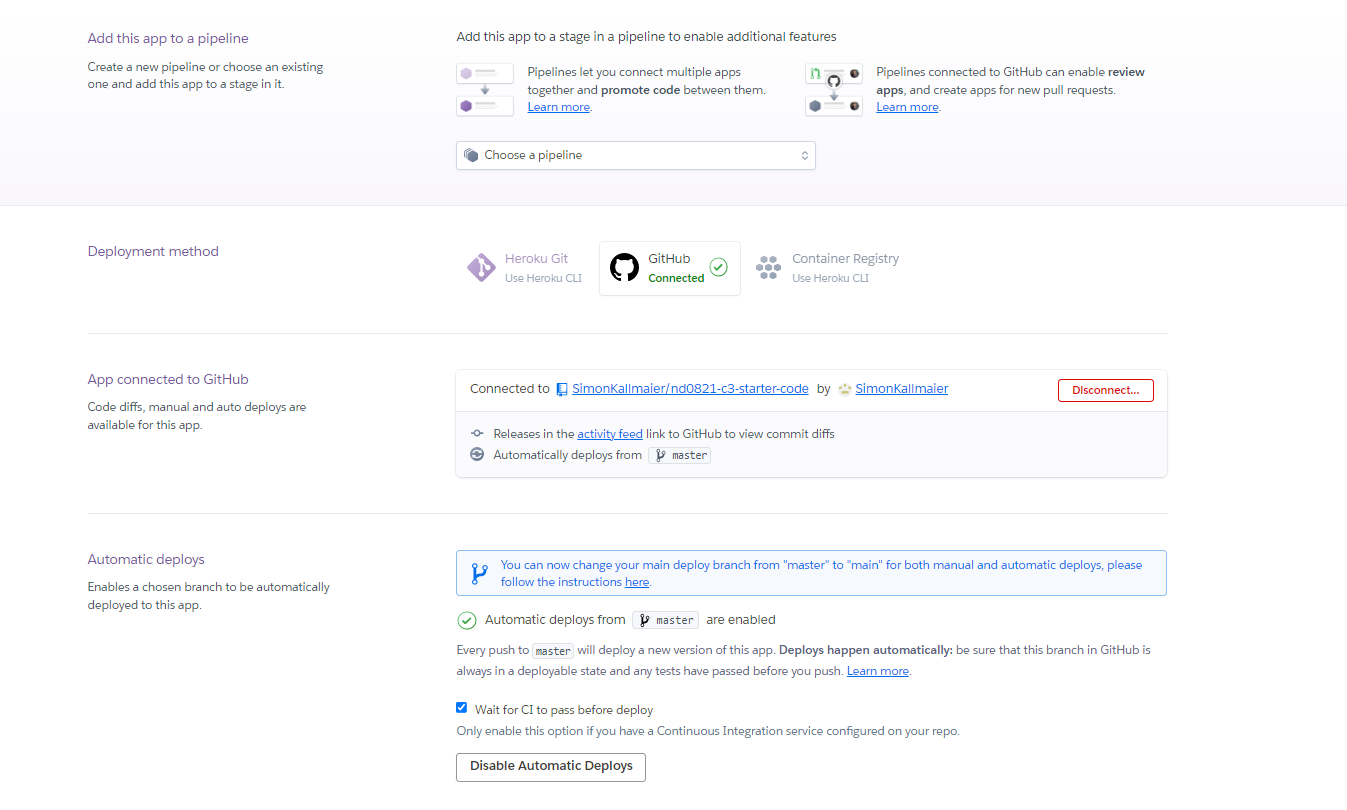 Add this app to a pipeline
Create a new pipeline or choose an existing
one and add this app to a stage in it.
Add this app to a stage in a pipeline to enable additional features
Pipelines let you connect multiple apps
together and promote code between them.
Learn more.
Pipelines connected to GitHub can enable review
apps, and create apps for new pull requests.
Learn more.
Choose a pipeline
Deployment method
Heroku Git
Use Heroku CLI
GitHub
Connected
Container Registry
Use Heroku CLI
App connected to GitHub
Code diffs, manual and auto deploys are
available for this app.
Connected to SimonKallmaier/nd0821-c3-starter-code by SimonKallmaier
DIsconnect...
Releases in the activity feed link to GitHub to view commit diffs
Automatically deploys from master
Automatic deploys
Enables a chosen branch to be automatically
deployed to this app.
You can now change your main deploy branch from "master" to "main" for both manual and automatic deploys, please
follow the instructions here.
Automatic deploys from master are enabled
Every push to master will deploy a new version of this app. Deploys happen automatically: be sure that this branch in GitHub is
always in a deployable state and any tests have passed before you push. Learn more.
Wait for CI to pass before deploy
Only enable this option if you have a Continuous Integration service configured on your repo.
Disable Automatic Deploys